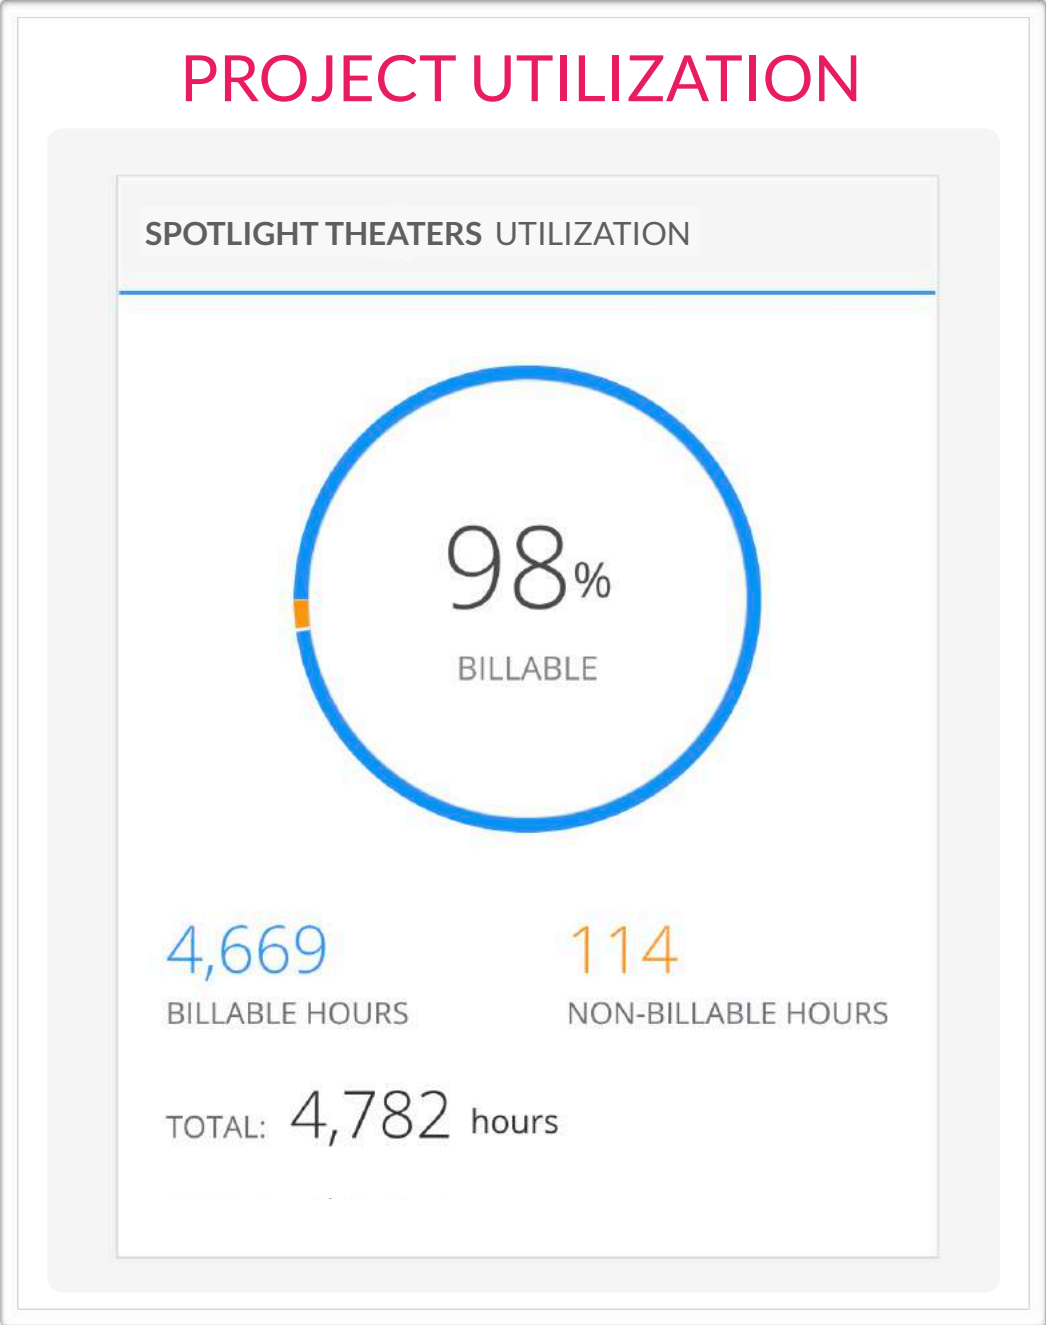 PROJECT UTILIZATION
SPOTLIGHT THEATERS UTILIZATION
98%
BILLABLE
4,669
114
BILLABLE HOURS
NON-BILLABLE HOURS
TOTAL: 4,782 hours